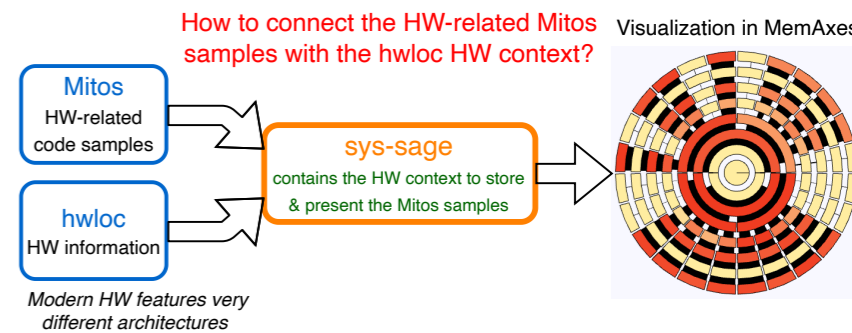 How to connect the HW-related Mitos
samples with the hwloc HW context?
Visualization in MemAxes
Mitos
HW-related
code samples
sys-sage
contains the HW context to store
& present the Mitos samples
hwloc
HW information
Modern HW features very
different architectures